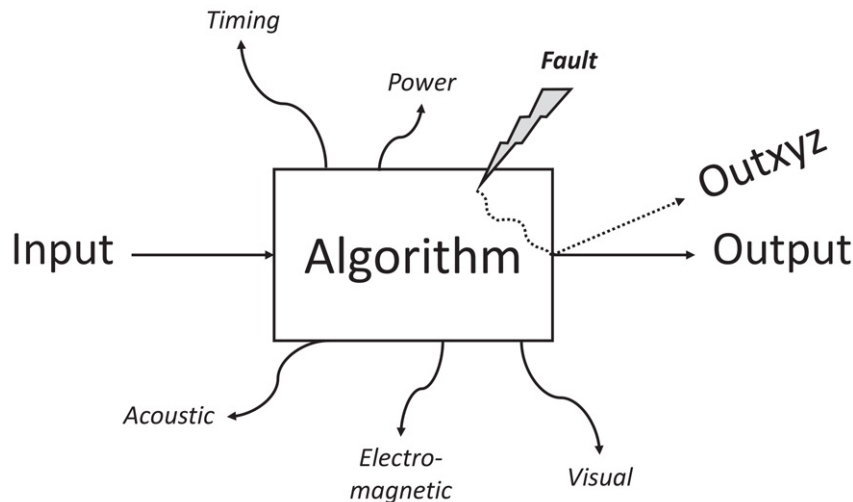 Timing
Fault
Power
Outxyz
Input
Algorithm
Output
Acoustic
Electro-
magnetic
Visual